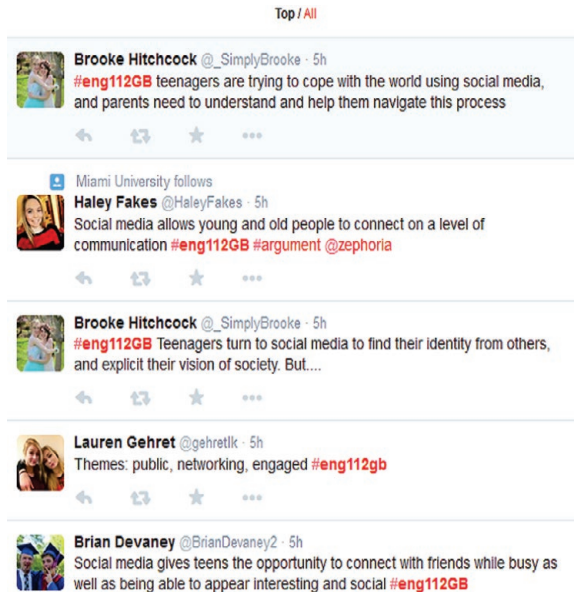 Top / All
Brooke Hitchcock @_SimplyBrooke · 5h
#eng112GB teenagers are trying to cope with the world using social media,
and parents need to understand and help them navigate this process
Miami University follows
Haley Fakes @HaleyFakes · 5h
Social media allows young and old people to connect on a level of
communication #eng112GB #argument @zephoria
Brooke Hitchcock @_SimplyBrooke · 5h
#eng112GB Teenagers turn to social media to find their identity from others,
and explicit their vision of society. But....
Lauren Gehret @gehretlk · 5h
Themes: public, networking, engaged #eng112gb
Brian Devaney @BrianDevaney2 · 5h
Social media gives teens the opportunity to connect with friends while busy as
well as being able to appear interesting and social #eng112GB